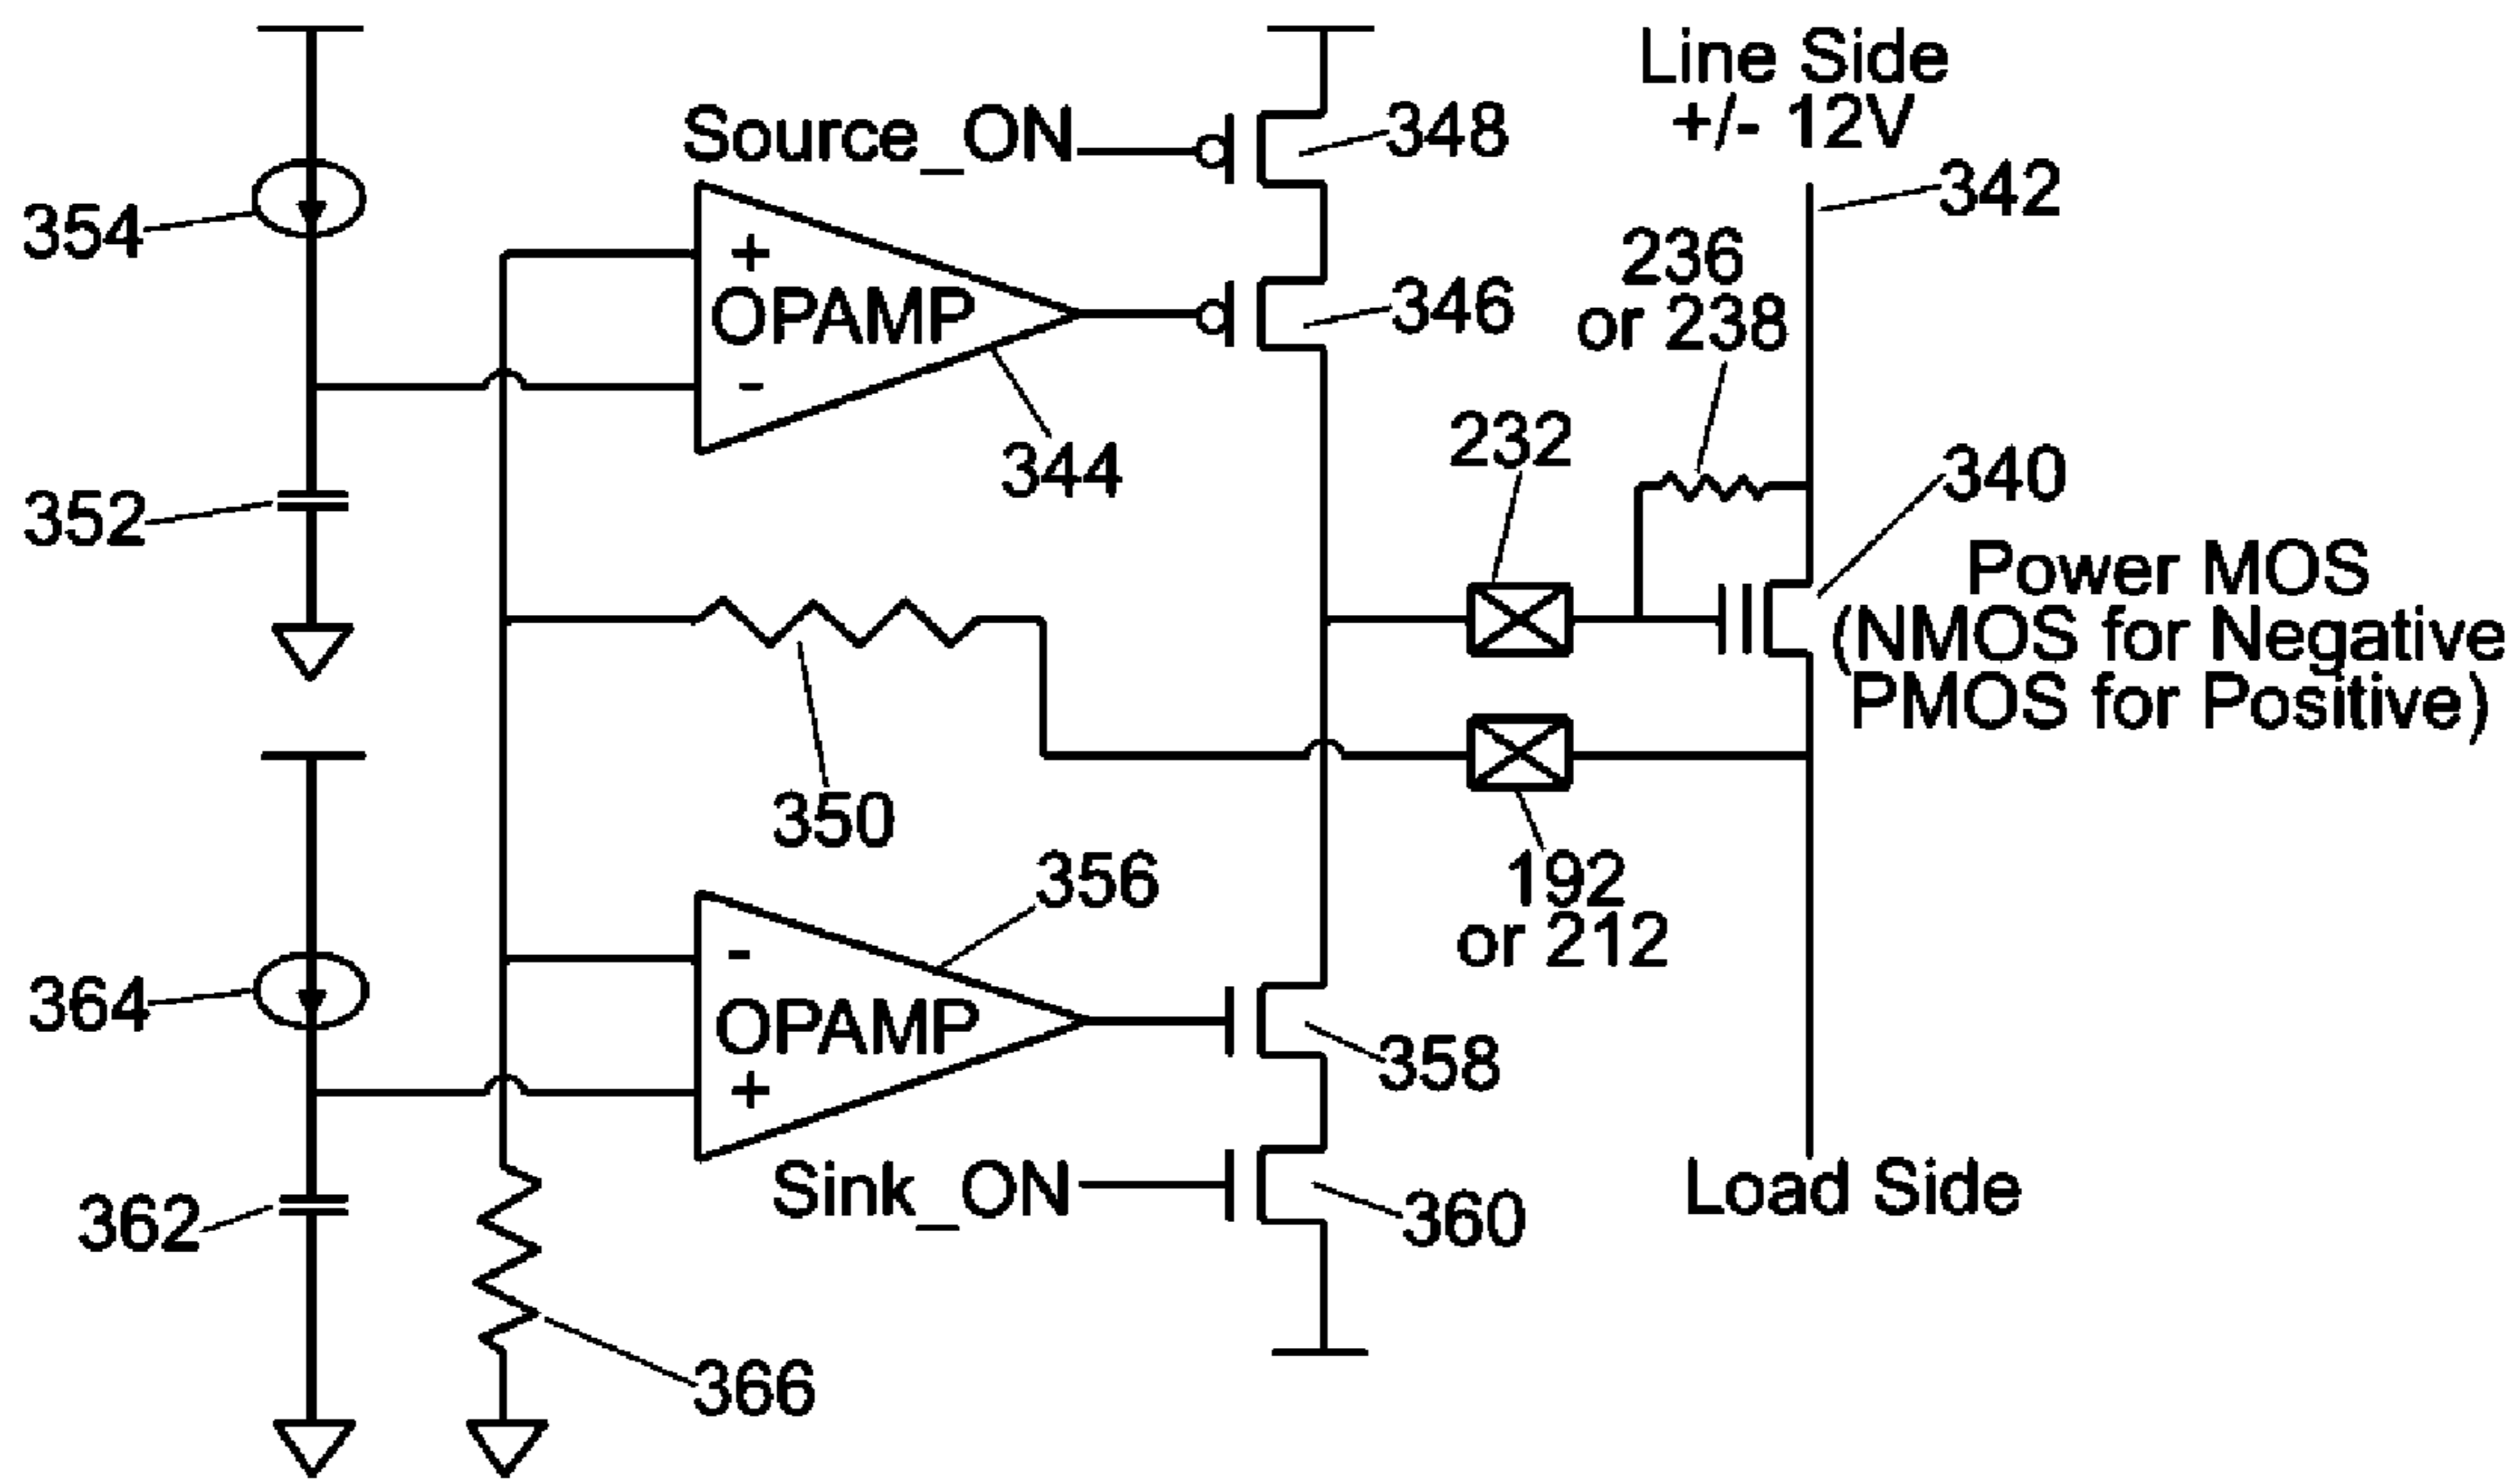 Line Side
+/- 12V
Source_ON
348
342
354
+
OPAMP
-
346
236
or 238
344
232
340
352
Power MOS
(NMOS for Negative
PMOS for Positive)
350
192
or 212
356
364
-
OPAMP
+
358
362
Sink_ON
360
Load Side
366